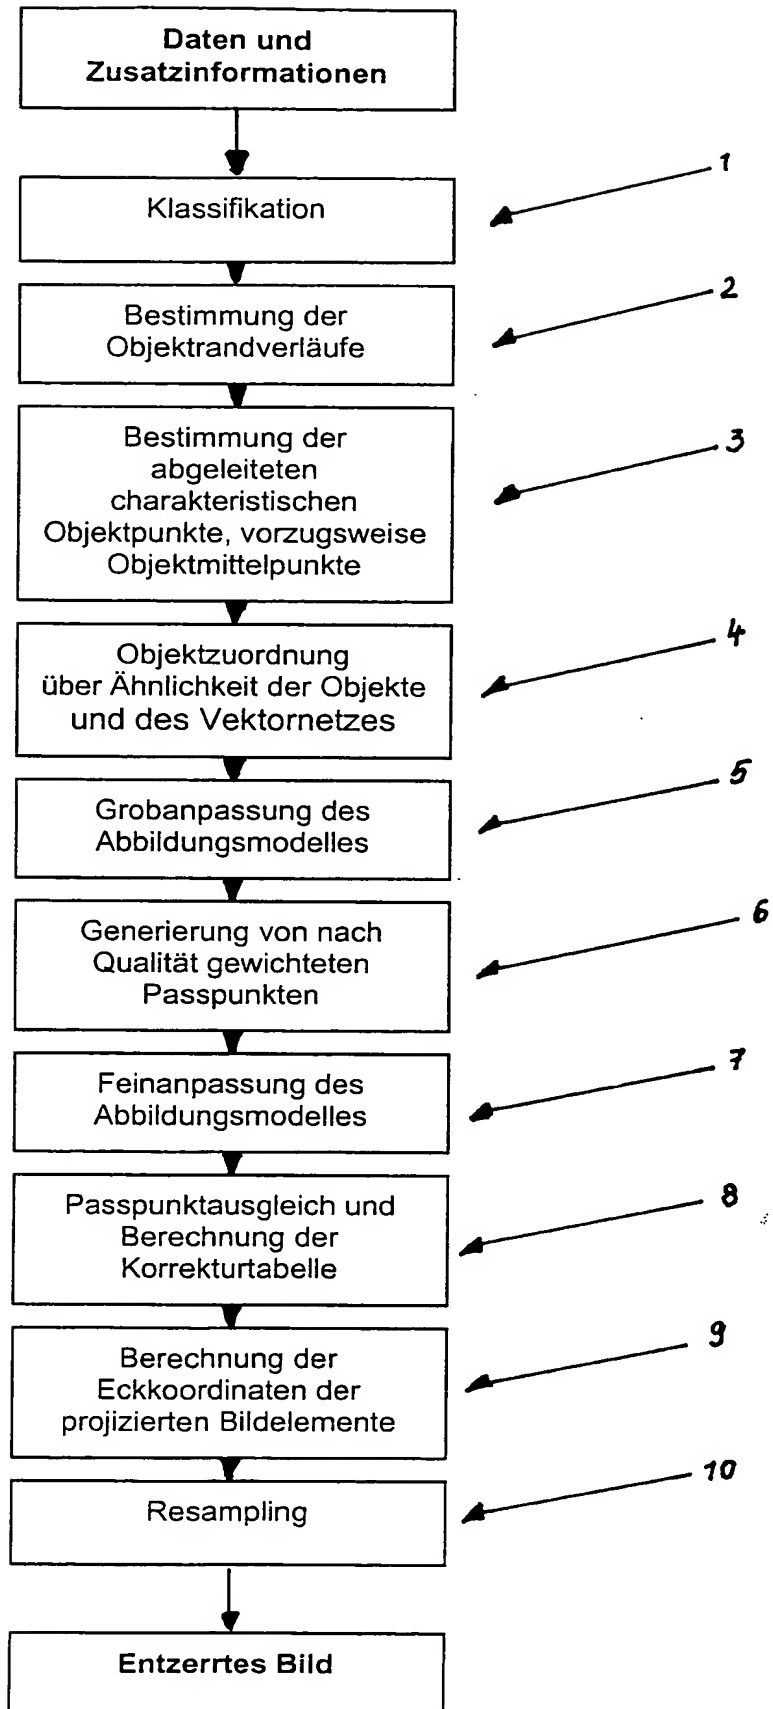 Daten und
Zusatzinformationen
1
Klassifikation
2
Bestimmung der
Objektrandverläufe
3
Bestimmung der
abgeleiteten
charakteristischen
Objektpunkte, vorzugsweise
Objektmittelpunkte
4
Objektzuordnung
über Ähnlichkeit der Objekte
und des Vektornetzes
5
Grobanpassung des
Abbildungsmodelles
6
Generierung von nach
Qualität gewichteten
Passpunkten
7
Feinanpassung des
Abbildungsmodelles
8
Passpunktausgleich und
Berechnung der
Korrekturtabelle
9
Berechnung der
Eckkoordinaten der
projizierten Bildelemente
10
Resampling
Entzerrtes Bild